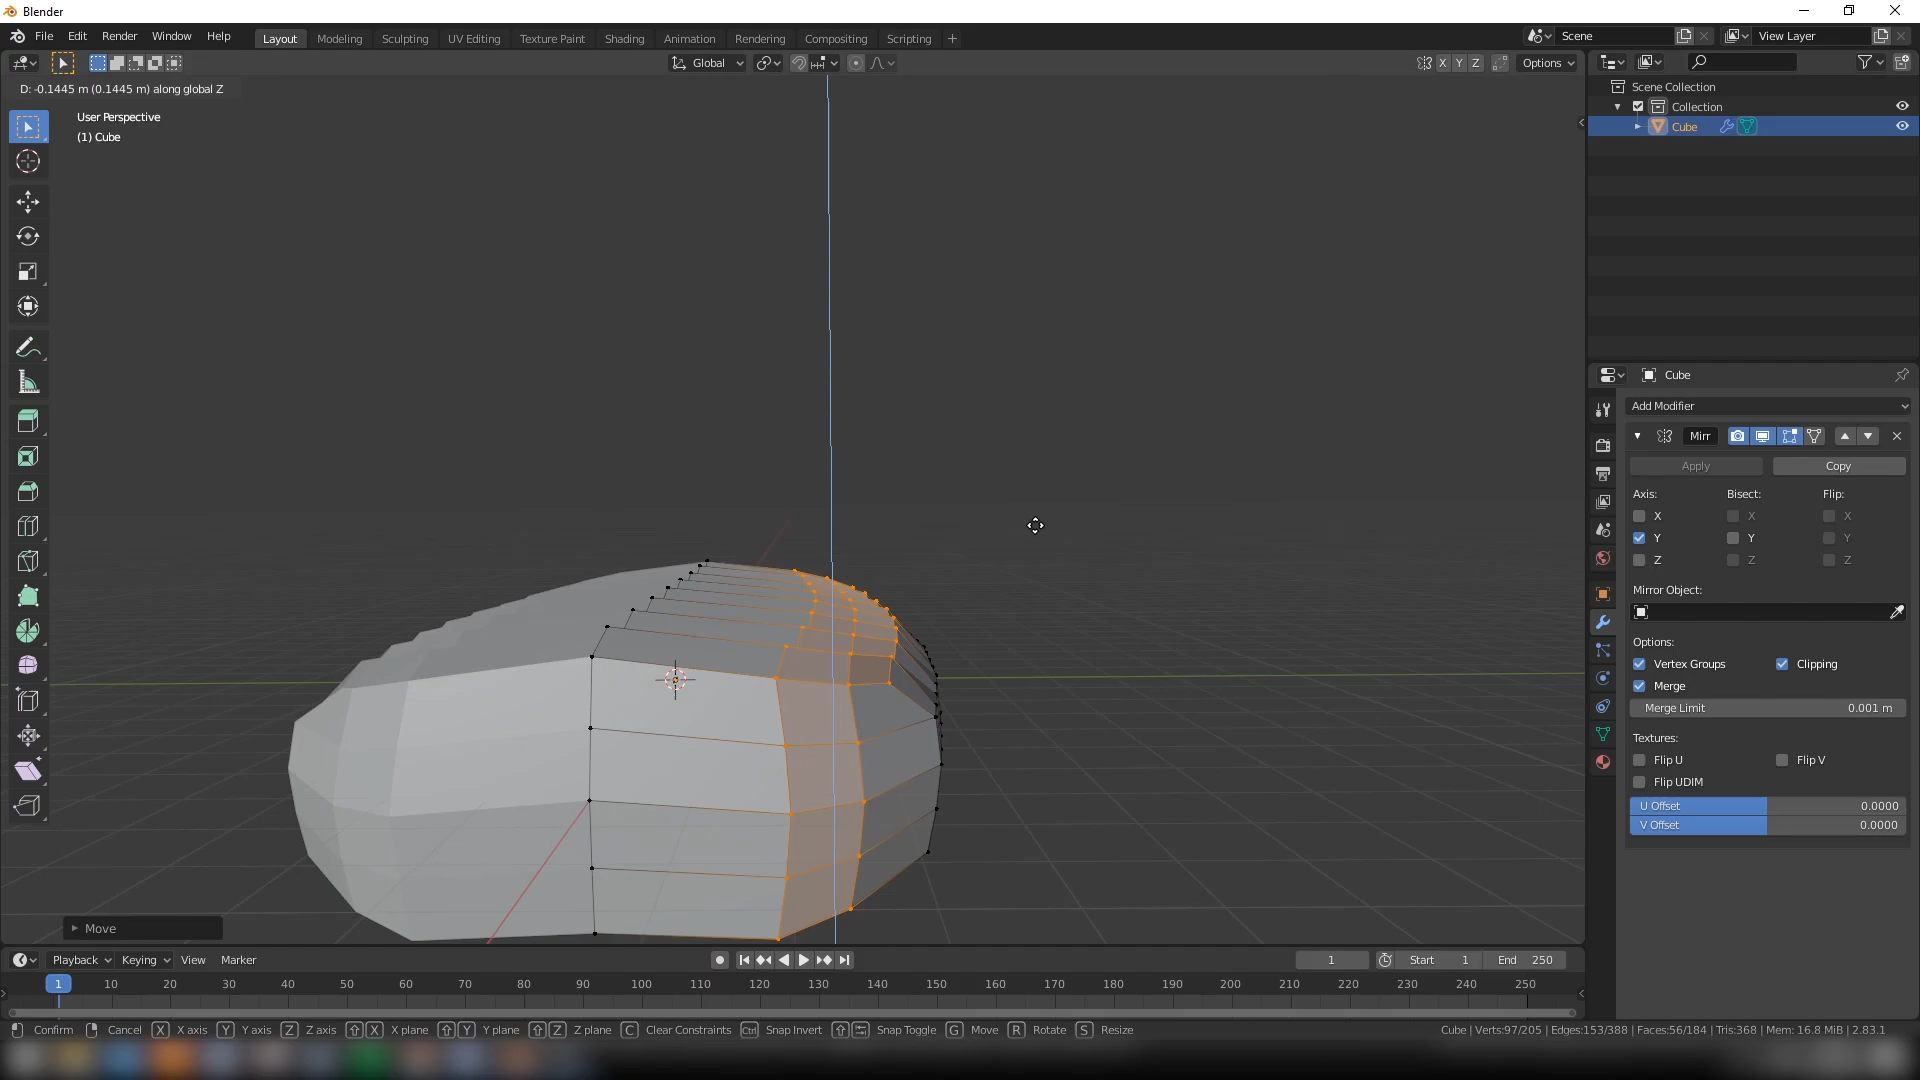 Blender
File Edit Render Window Help Layout Modeling Sculpting UV Editing Texture Paint Shading Animation Rendering Compositing Scripting Scene View Layer
Global X Y Z Options
D: -0.1445 m (0.1445 m) along global Z
User Perspective
(1) Cube
Scene Collection
Collection
Cube
Cube
Add Modifier
Mirr
Apply Copy
Axis: Bisect: Flip:
X X X
Y Y Y
Z Z Z
Mirror Object:
Options:
Vertex Groups Clipping
Merge
Merge Limit 0.001 m
Textures:
Flip U Flip V
Flip UDIM
U Offset 0.0000
V Offset 0.0000
Move
Playback Keying View Marker 1 Start 1 End 250
1 10 20 30 40 50 60 70 80 90 100 110 120 130 140 150 160 170 180 190 200 210 220 230 240 250
Confirm Cancel X X axis Y Y axis Z Z axis X X plane Y Y plane Z Z plane C Clear Constraints Ctrl Snap Invert Snap Toggle G Move R Rotate S Resize Cube | Verts:97/205 | Edges:153/388 | Faces:56/184 | Tris:368 | Mem: 16.8 MiB | 2.83.1